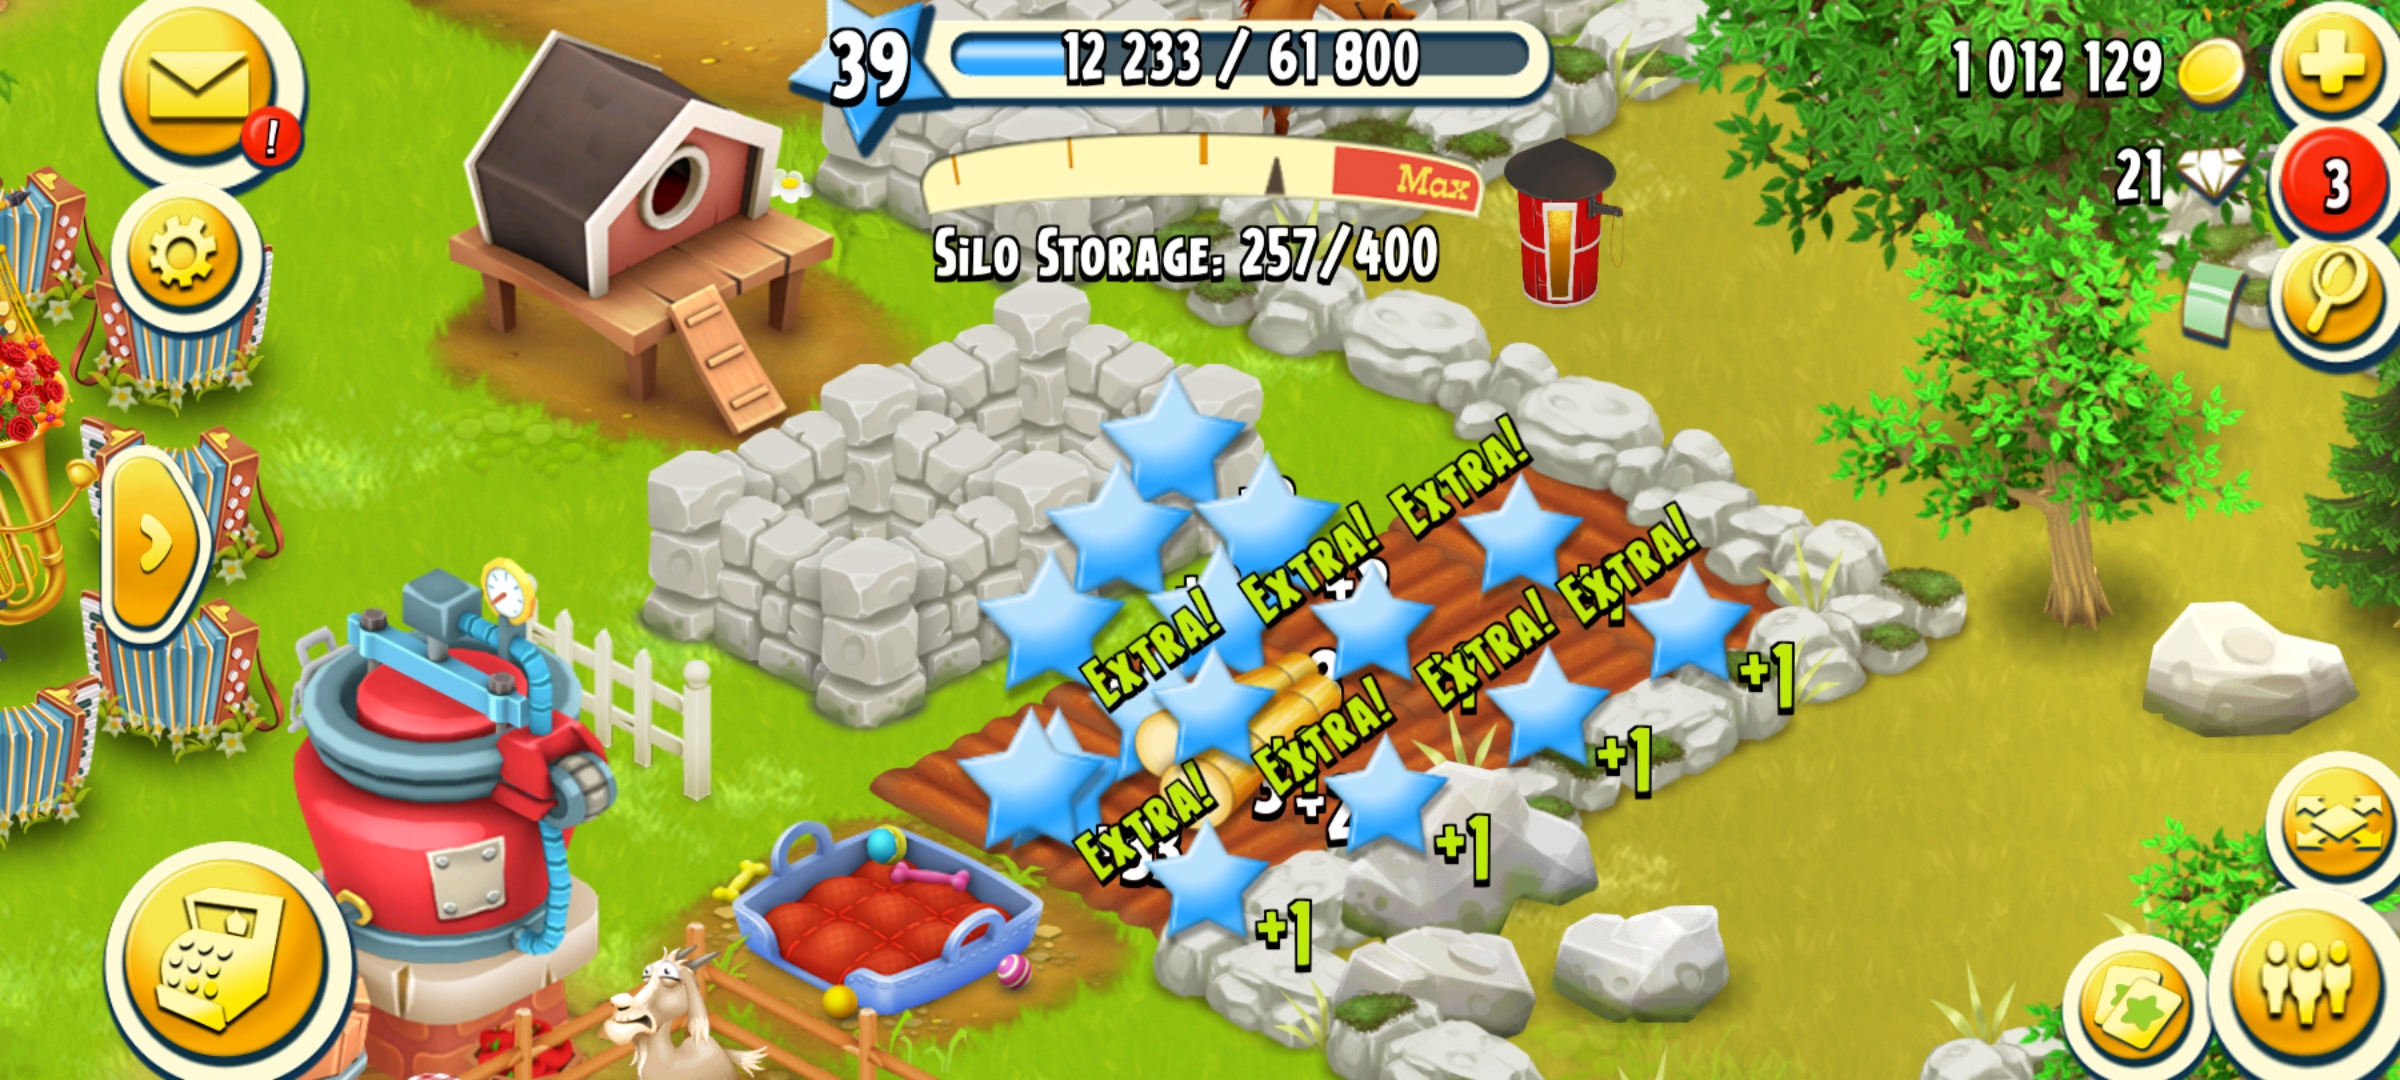 39
12 233 / 61 800
1 012 129
!
Max
21
3
Silo Storage: 257/400
EXTRA!
EXTRA!
EXTRA!
EXTRA!
EXTRA!
EXTRA!
EXTRA!
+1
+1
+1
+1